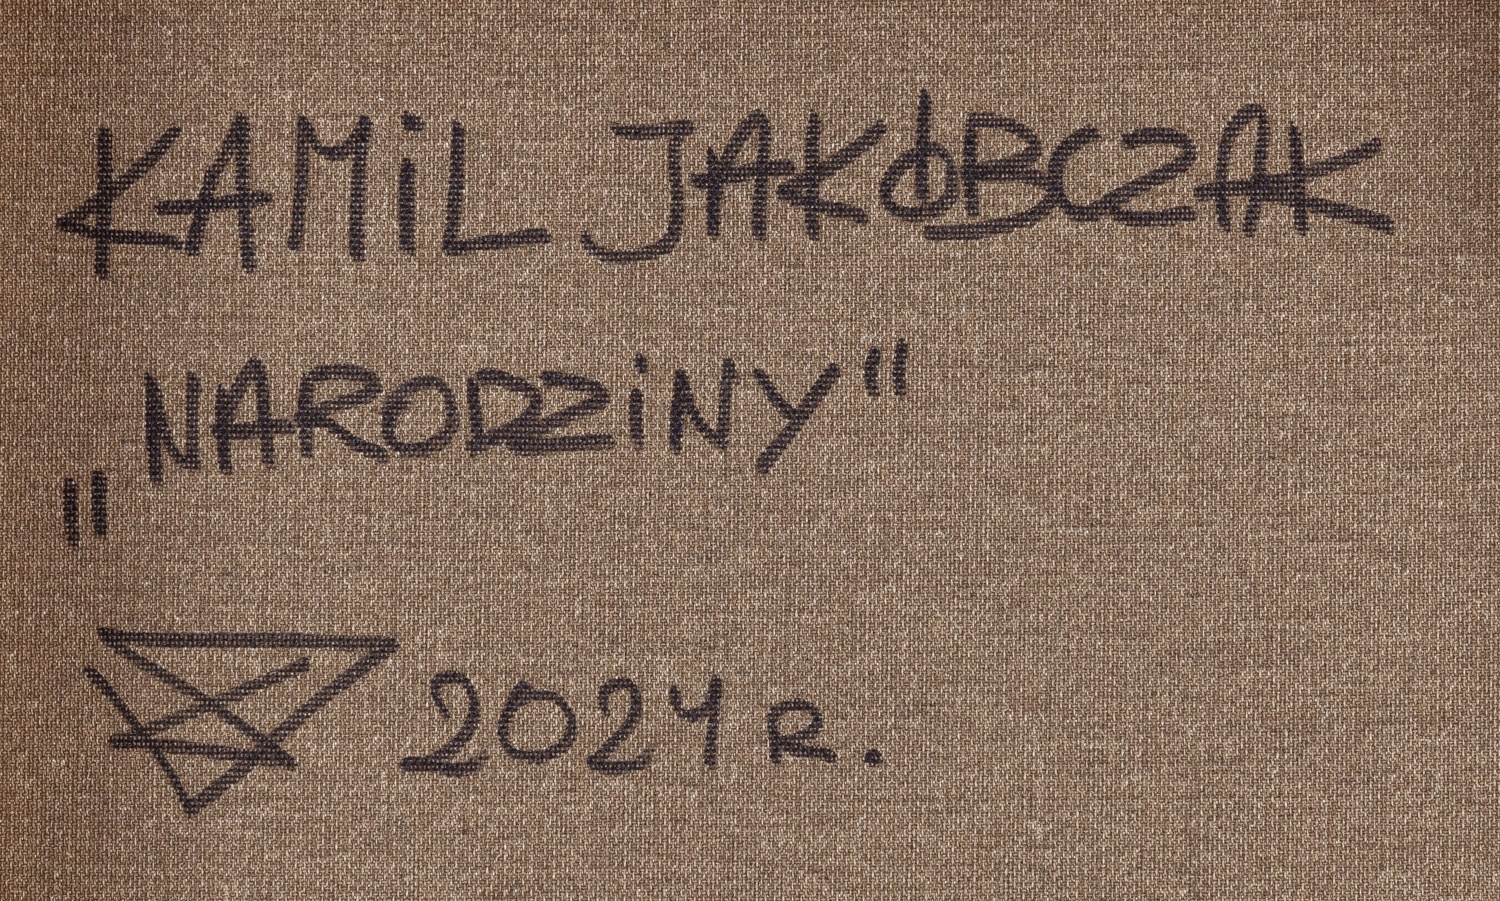 KAMiL JAKÓBCZAK
„NARODZiNY"
2024 R.